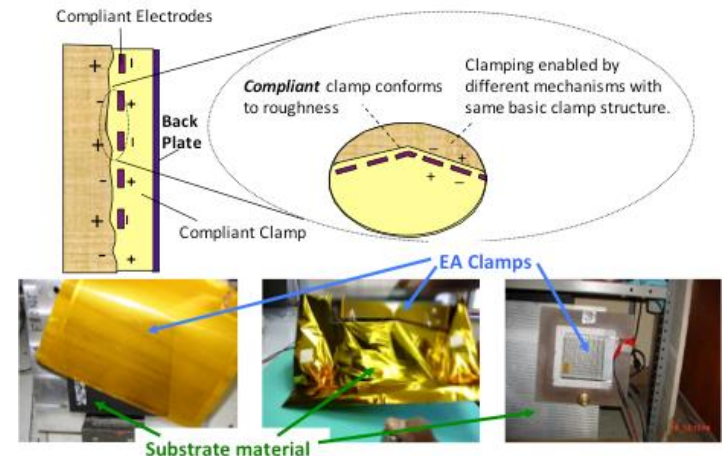 Compliant Electrodes
Back
Plate
Compliant Clamp
Compliant clamp conforms
to roughness
Clamping enabled by
different mechanisms with
same basic clamp structure.
EA Clamps
Substrate material